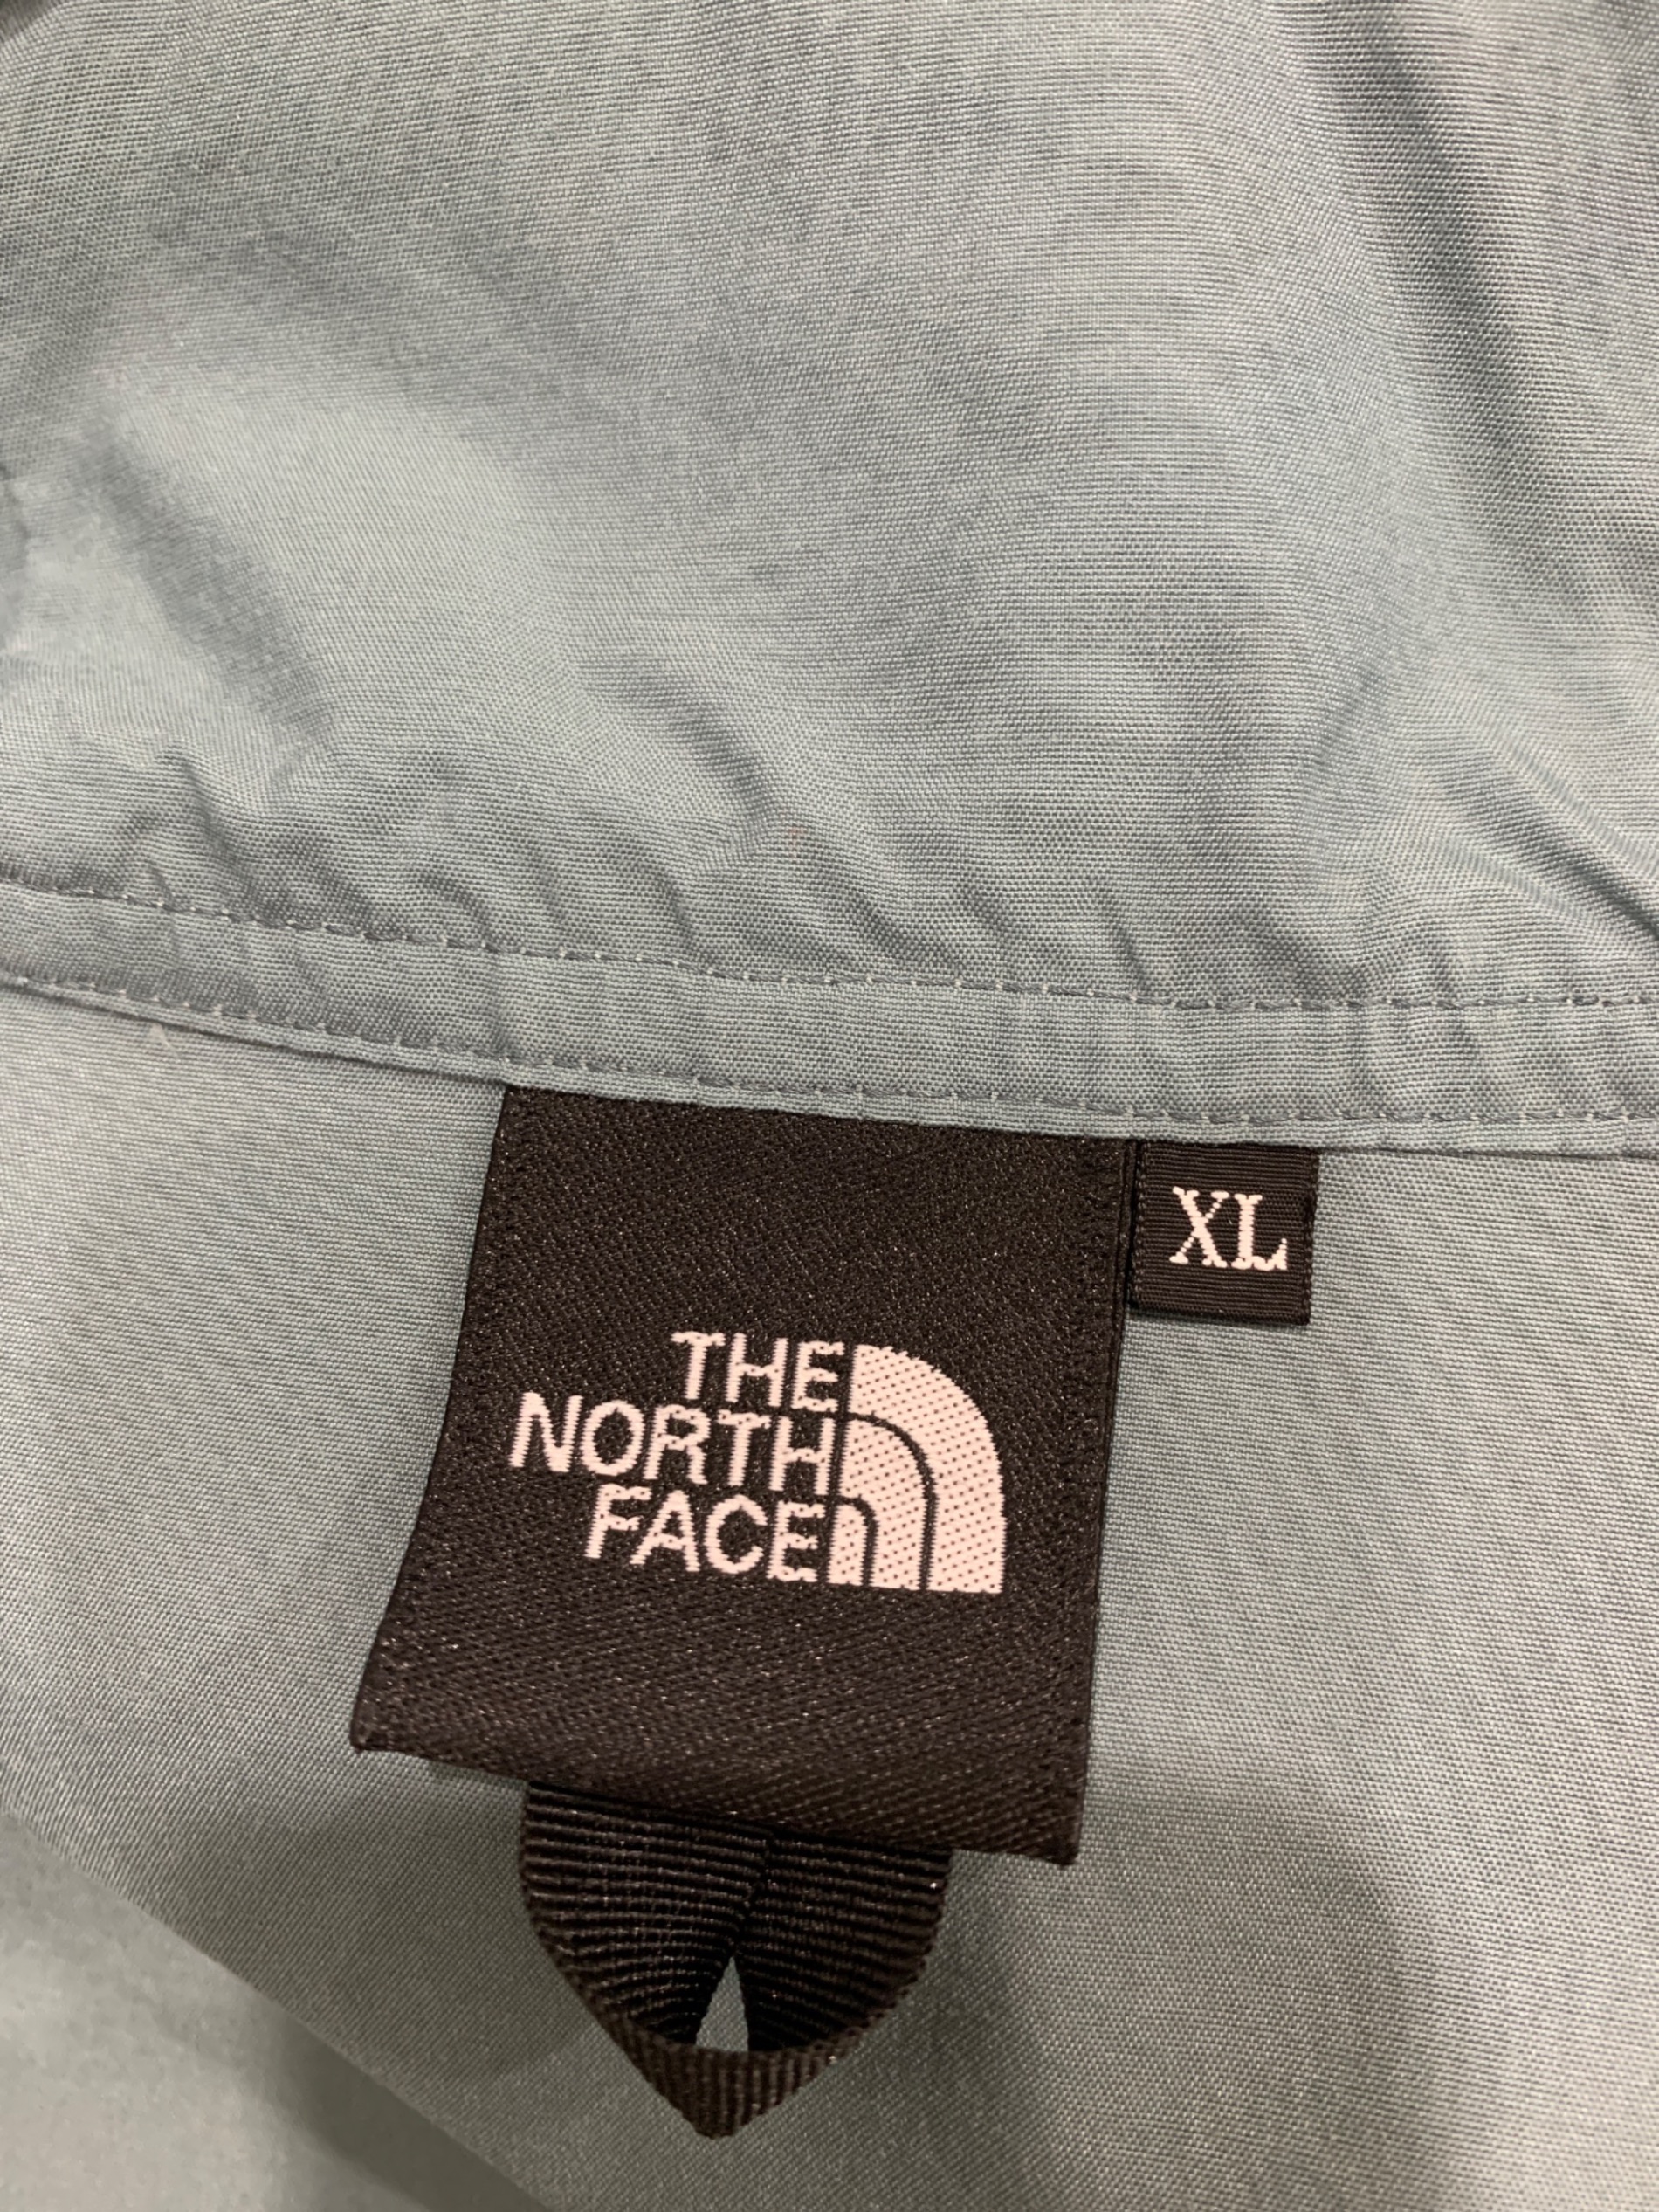 XL
THE
NORTH
FACE